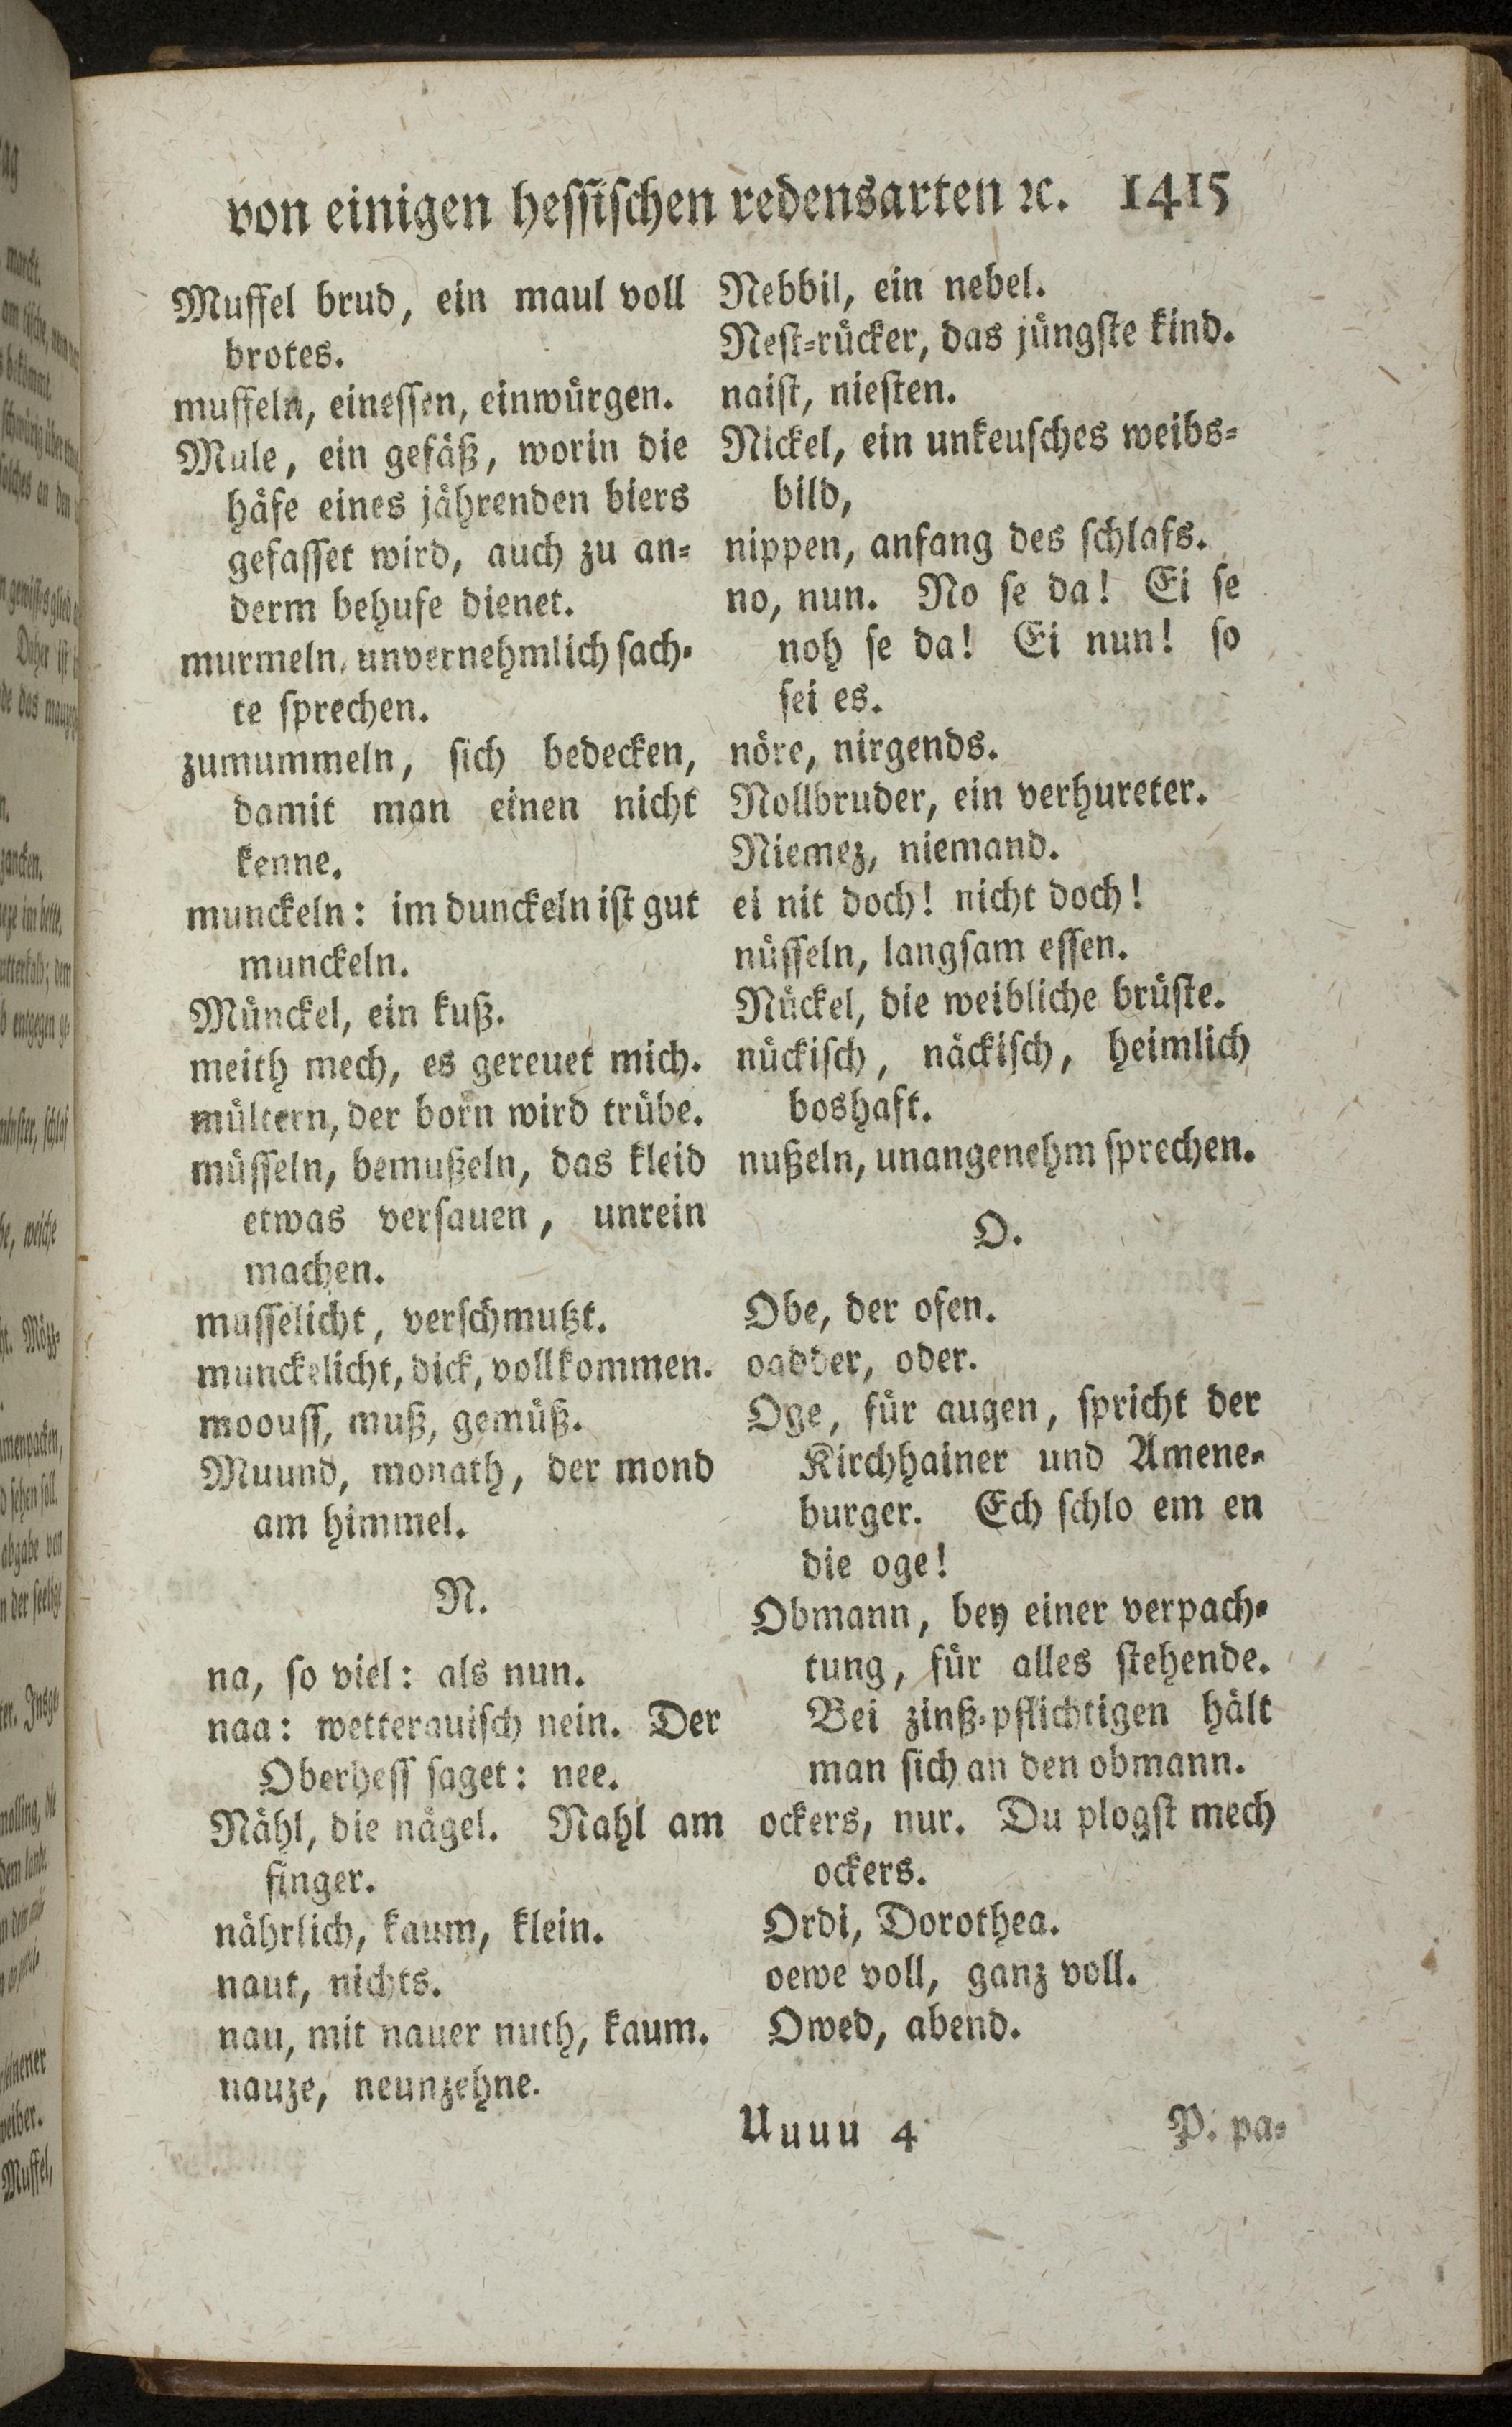 von einigen hessischen redensarten ꝛc. 1415
Muffel brud, ein maul voll
brotes.
muffeln, einessen, einwürgen.
Mule, ein gefäß, worin die
häfe eines jährenden biers
gefasset wird, auch zu an=
derm behufe dienet.
murmeln, unvernehmlich sach=
te sprechen.
zumummeln, sich bedecken,
damit man einen nicht
kenne.
munckeln: im dunckeln ist gut
munckeln.
Münckel, ein kuß.
meith mech, es gereuet mich.
mültern, der born wird trübe.
müsseln, bemußeln, das kleid
etwas versauen, unrein
machen.
musselicht, verschmutzt.
munckelicht, dick, vollkommen.
moouss, muß, gemüß.
Muund, monath, der mond
am himmel.
N.
na, so viel: als nun.
naa: wetterauisch nein. Der
Oberhess saget: nee.
Nähl, die nägel. Nahl am
finger.
nährlich, kaum, klein.
naut, nichts.
nau, mit nauer nuth, kaum.
nauze, neunzehne.
Nebbil, ein nebel.
Nest=rücker, das jüngste kind.
naist, niesten.
Nickel, ein unkeusches weibs=
bild,
nippen, anfang des schlafs.
no, nun. No se da! Ei se
noh se da! Ei nun! so
sei es.
nöre, nirgends.
Nollbruder, ein verhureter.
Niemez, niemand.
ei nit doch! nicht doch!
nüsseln, langsam essen.
Nückel, die weibliche brüste.
nückisch, näckisch, heimlich
boshaft.
nußeln, unangenehm sprechen.
O.
Obe, der ofen.
oadder, oder.
Oge, für augen, spricht der
Kirchhainer und Amene=
burger. Ech schlo em en
die oge!
Obmann, bey einer verpach=
tung, für alles stehende.
Bei zinß=pflichtigen hält
man sich an den obmann.
ockers, nur. Du plogst mech
ockers.
Ordi, Dorothea.
oewe voll, ganz voll.
Owed, abend.
Uuuu 4 P. pa=